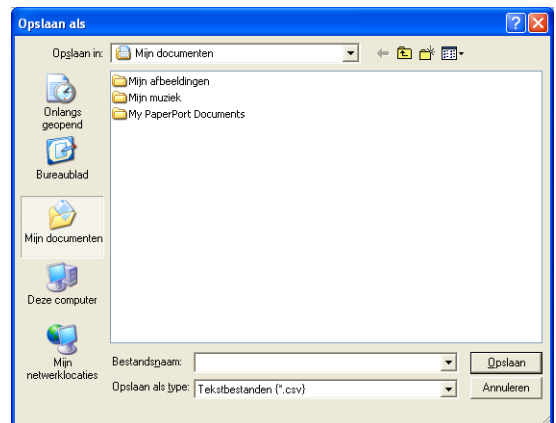 Opslaan als
Opslaan in: Mijn documenten
Mijn afbeeldingen
Mijn muziek
My PaperPort Documents
Onlangs
geopend
Bureaublad
Mijn documenten
Deze computer
Mijn
netwerklocaties
Bestandsnaam:
Opslaan
Opslaan als type: Tekstbestanden (*.csv)
Annuleren